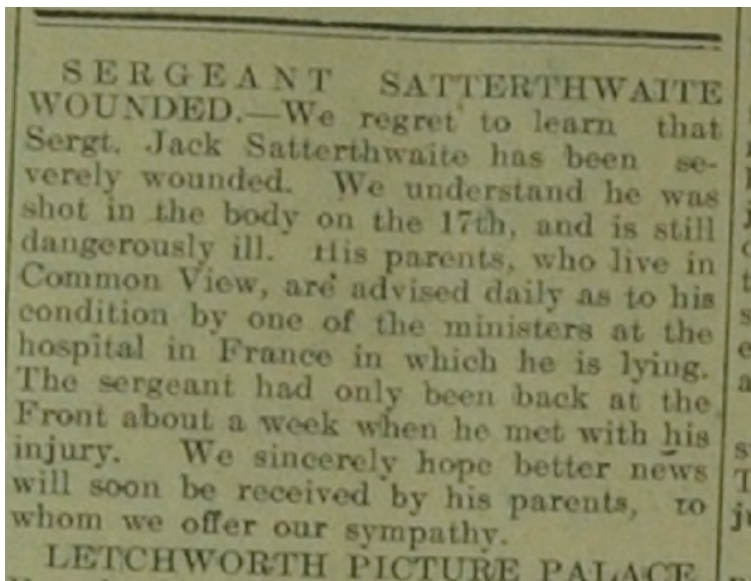 SERGEANT SATTERTHWAITE
WOUNDED.—We regret to learn that
Sergt. Jack Satterthwaite has been se-
verely wounded. We understand he was
shot in the body on the 17th, and is still
dangerously ill. His parents, who live in
Common View, are advised daily as to his
condition by one of the ministers at the
hospital in France in which he is lying.
The sergeant had only been back at the
Front about a week when he met with his
injury. We sincerely hope better news
will soon be received by his parents, to
whom we offer our sympathy.
LETCHWORTH PICTURE PALACE